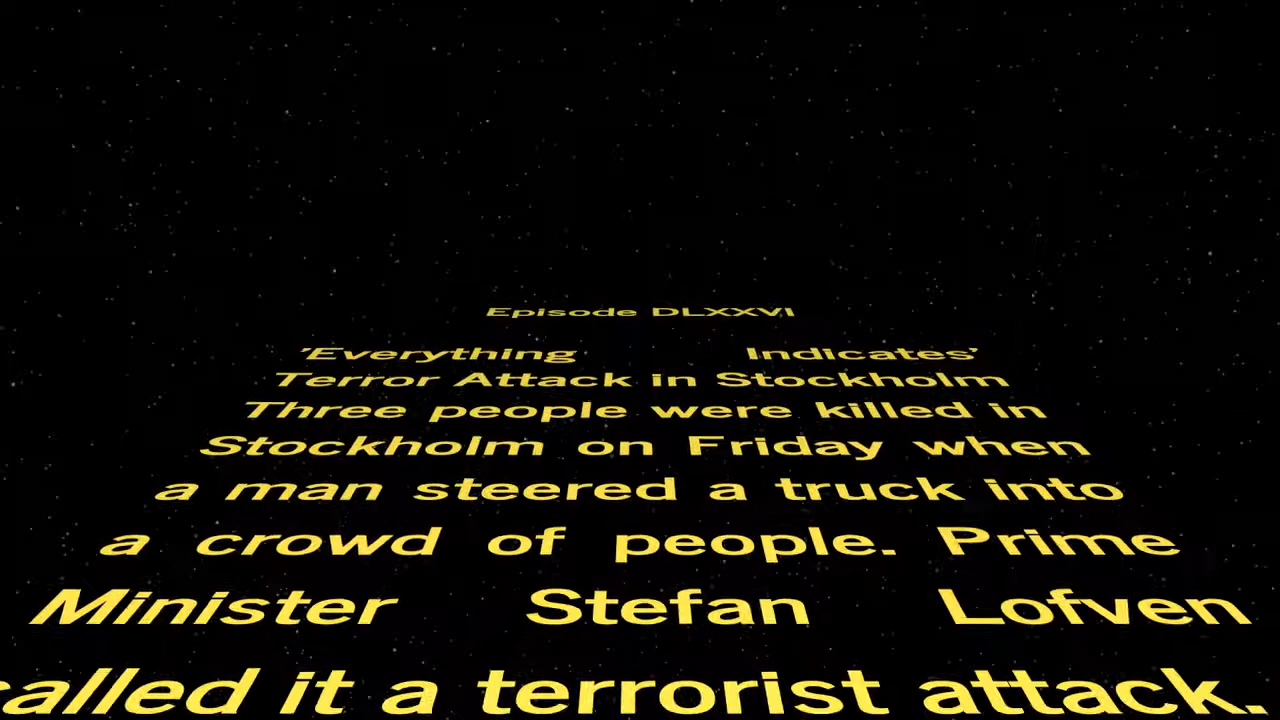 Episode DLXXVI
'Everything Indicates'
Terror Attack in Stockholm
Three people were killed in
Stockholm on Friday when
a man steered a truck into
a crowd of people. Prime
Minister Stefan Lofven
called it a terrorist attack.